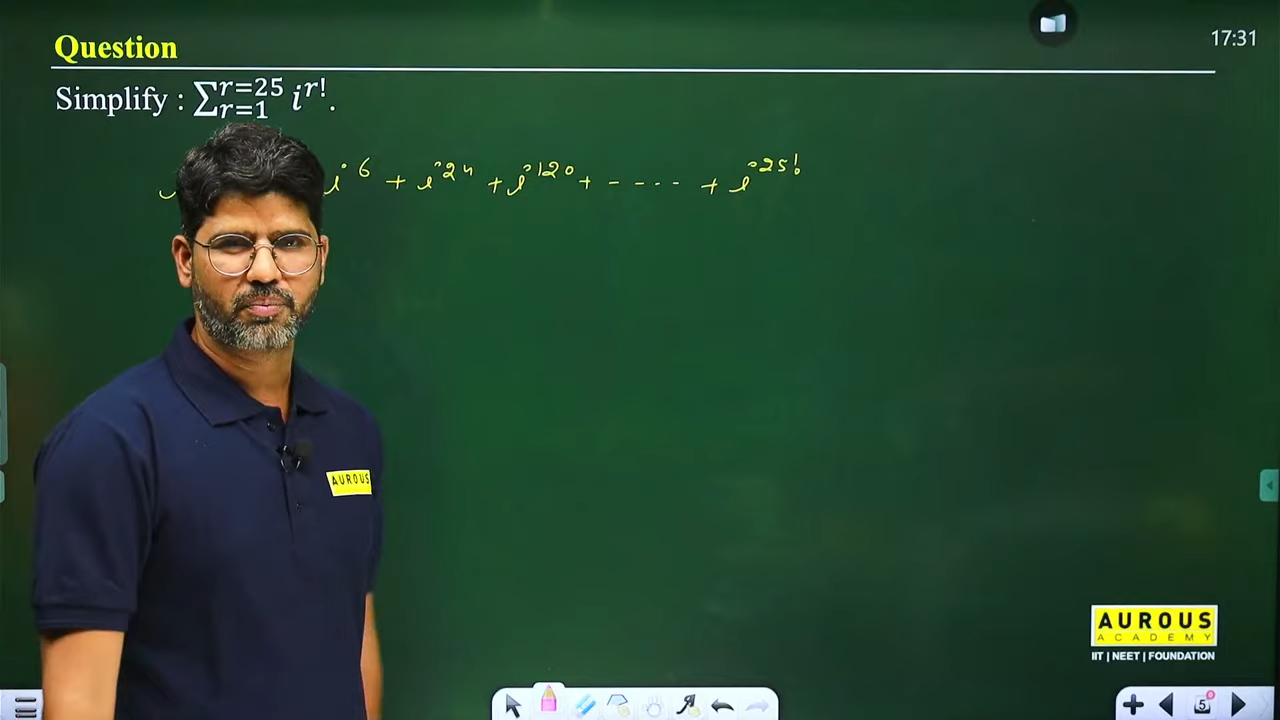 17:31
Question
Simplify : ∑_{r=1}^{r=25} i^{r!}.
i^6 + i^24 + i^120 + ---- + i^25!
AUROUS
AUROUS
ACADEMY
IIT | NEET | FOUNDATION
5